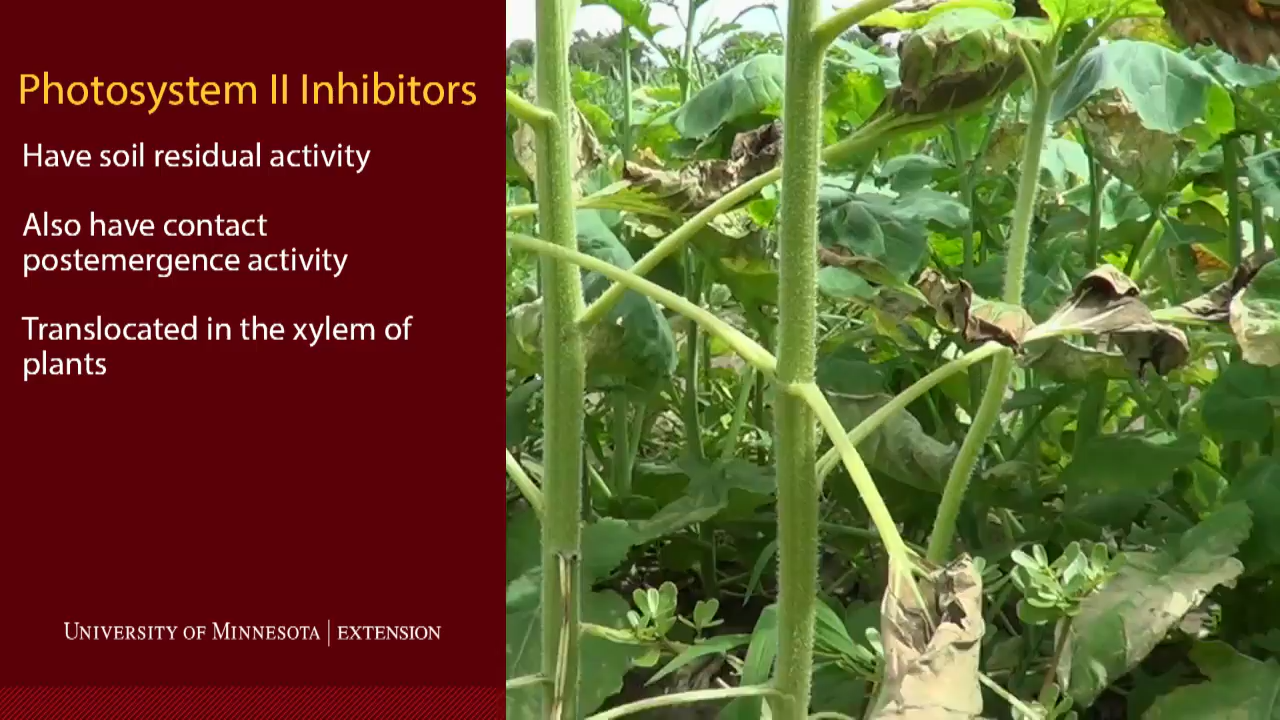 Photosystem II Inhibitors
Have soil residual activity
Also have contact
postemergence activity
Translocated in the xylem of
plants
UNIVERSITY OF MINNESOTA | EXTENSION